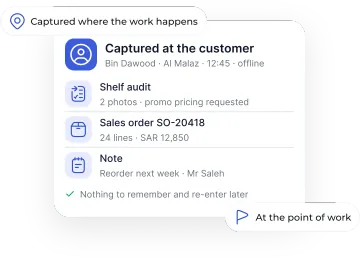 Captured where the work happens
Captured at the customer
Bin Dawood · Al Malaz · 12:45 · offline
Shelf audit
2 photos · promo pricing requested
Sales order SO-20418
24 lines · SAR 12,850
Note
Reorder next week · Mr Saleh
Nothing to remember and re-enter later
At the point of work